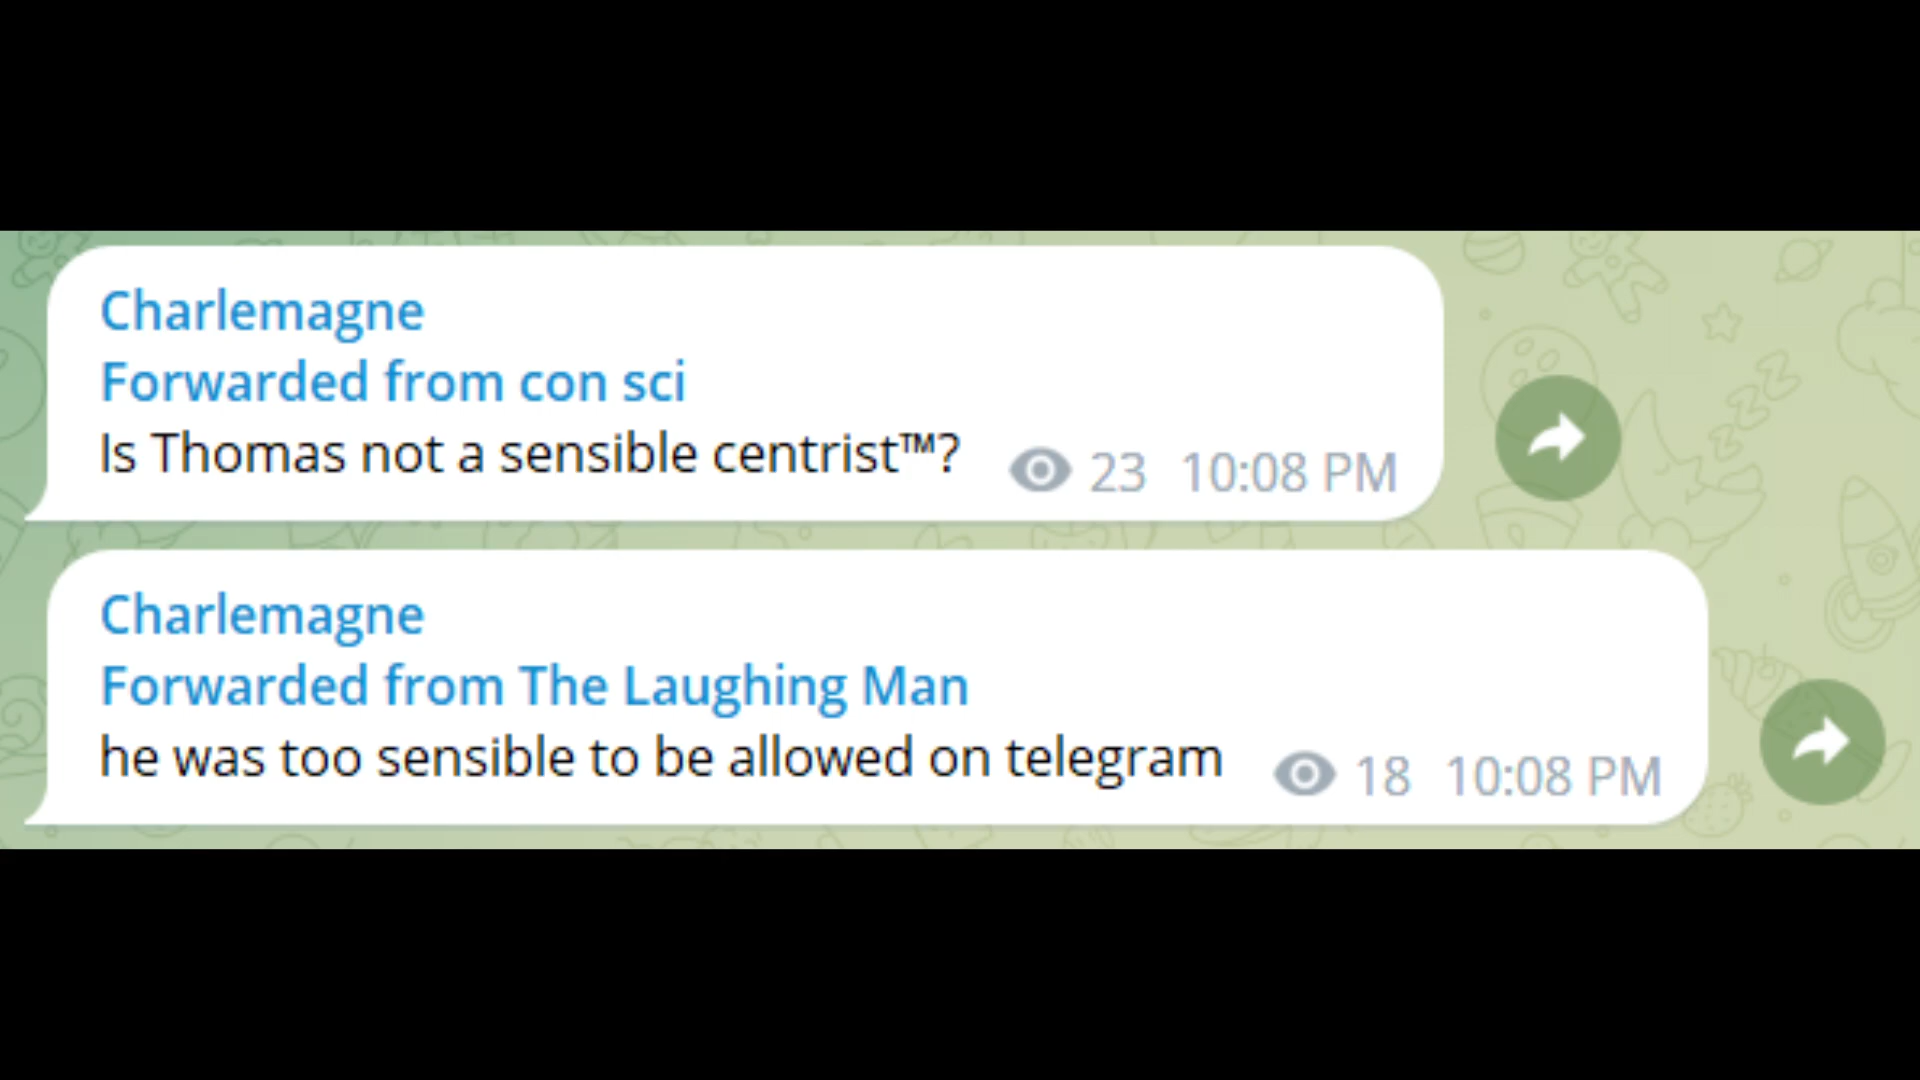 Charlemagne
Forwarded from con sci
Is Thomas not a sensible centrist™? 23 10:08 PM
Charlemagne
Forwarded from The Laughing Man
he was too sensible to be allowed on telegram 18 10:08 PM